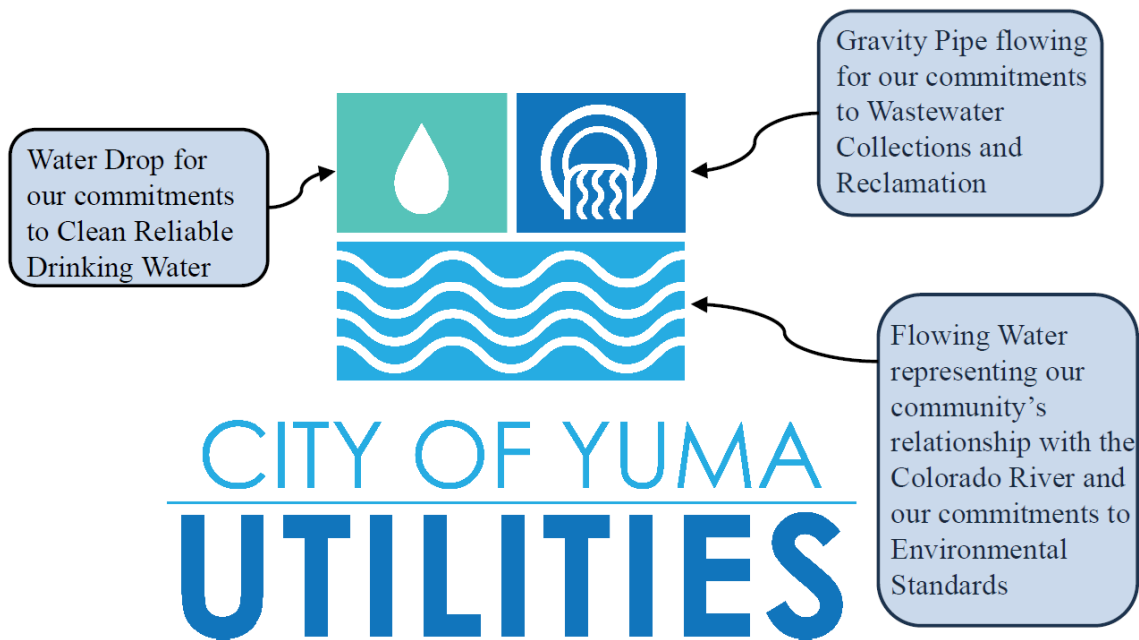 Gravity Pipe flowing
for our commitments
to Wastewater
Collections and
Reclamation
Water Drop for
our commitments
to Clean Reliable
Drinking Water
Flowing Water
representing our
community’s
relationship with the
Colorado River and
our commitments to
Environmental
Standards
CITY OF YUMA
UTILITIES